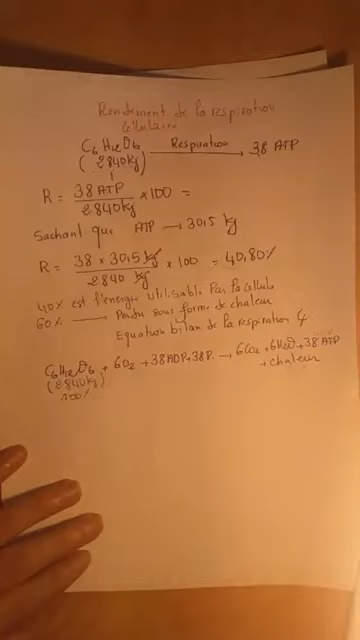 Rendement de la respiration
Cellulaire
C6H12O6 Respiration → 38 ATP
(2840kj)
R = 38 ATP / 2840kj × 100 =
Sachant que ATP → 30,5 kj
R = 38 × 30,5 kj / 2840 kj × 100 = 40,80%
40% est l'énergie utilisable Par la Cellule
60% → Perdu sous forme de chaleur
Equation bilan de la respiration
C6H12O6 + 6O2 + 38ADP + 38P. → 6CO2 + 6H2O + 38 ATP
(2840kj) + chaleur
100%